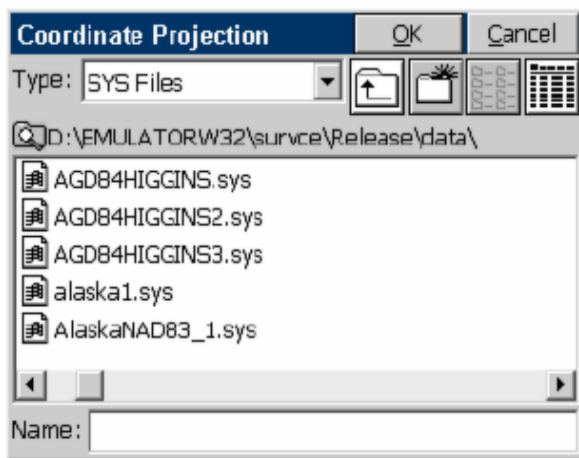 Coordinate Projection OK Cancel
Type: SYS Files
D:\EMULATORW32\survce\Release\data\
AGD84HIGGINS.sys
AGD84HIGGINS2.sys
AGD84HIGGINS3.sys
alaska1.sys
AlaskaNAD83_1.sys
Name: